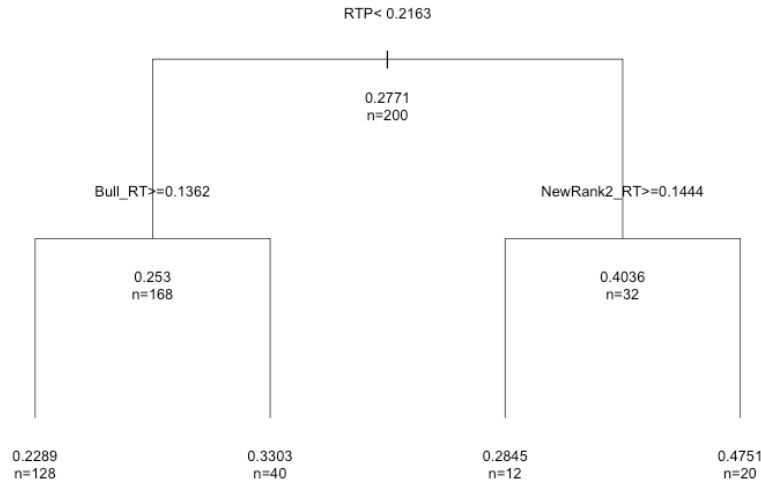 RTP< 0.2163
0.2771
n=200
Bull_RT>=0.1362
NewRank2_RT>=0.1444
0.253
n=168
0.4036
n=32
0.2289
n=128
0.3303
n=40
0.2845
n=12
0.4751
n=20